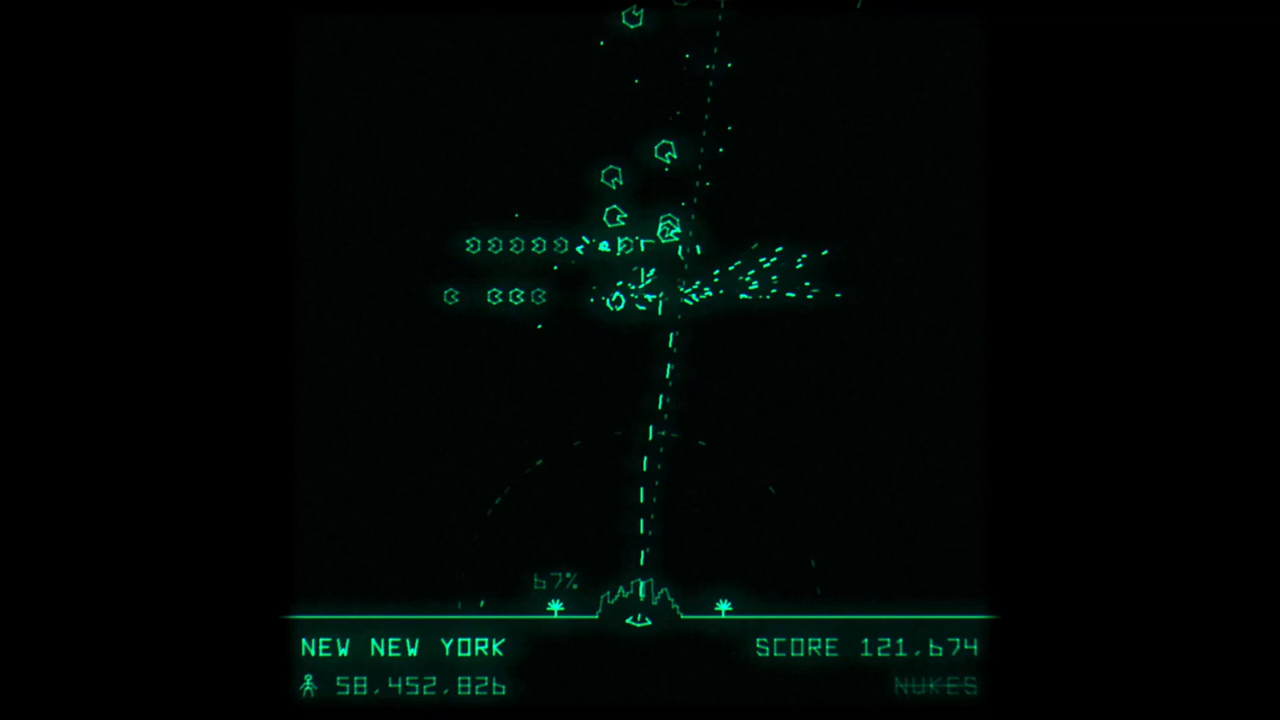 67%
NEW NEW YORK
SCORE 121,674
58,452,826
NUKES